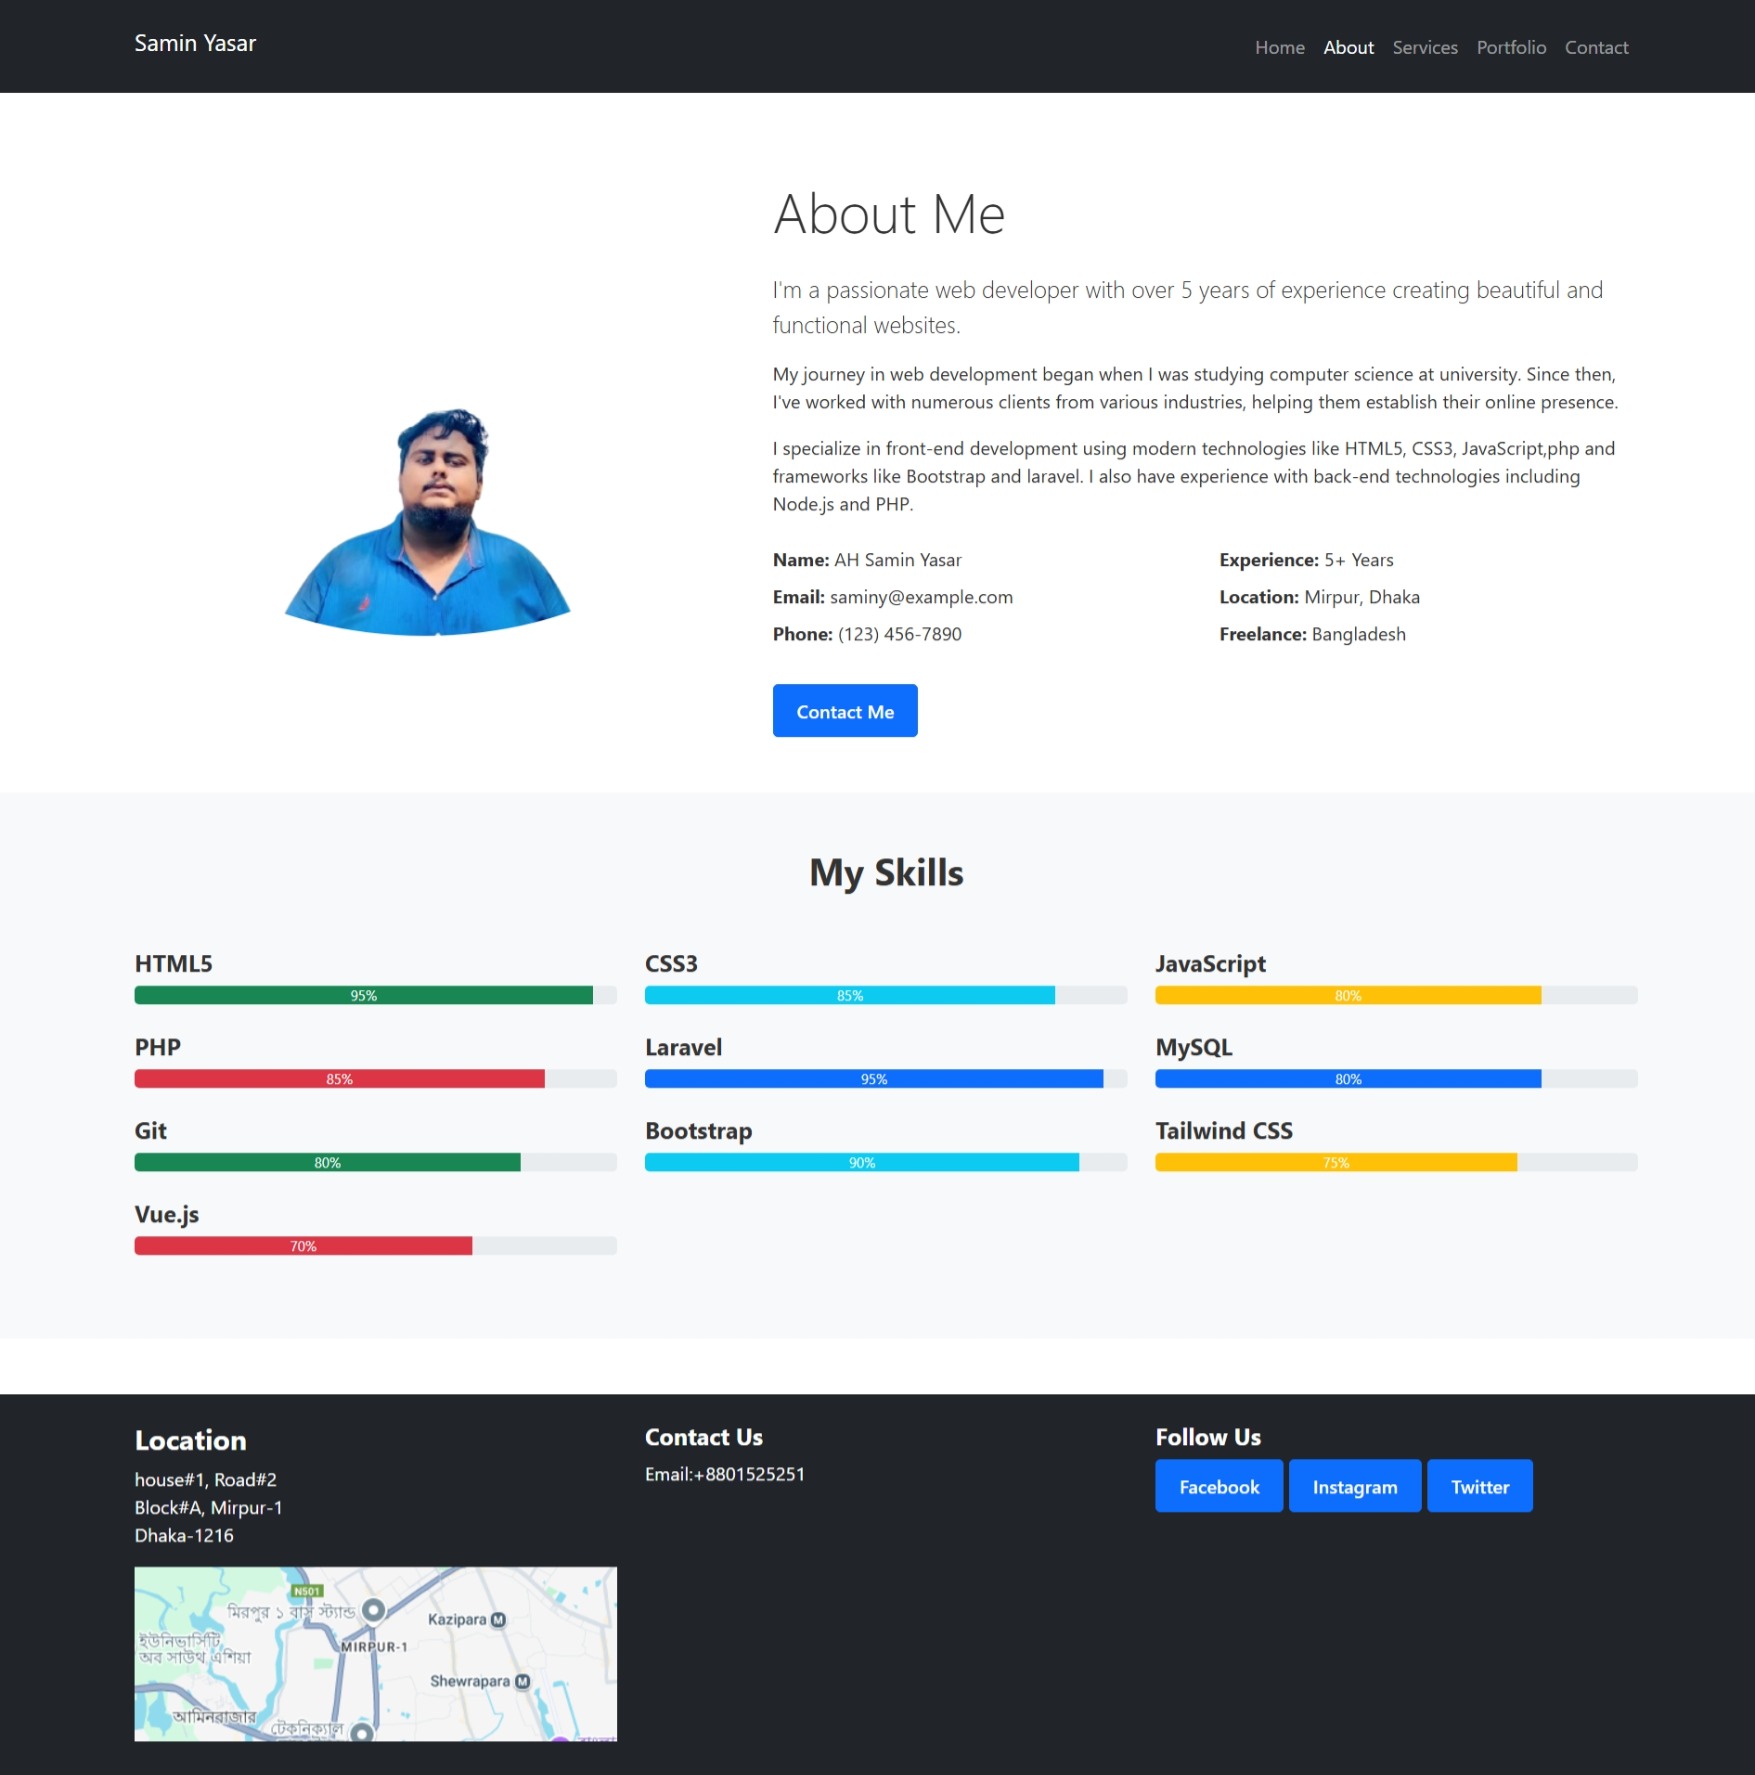 Samin Yasar
Home About Services Portfolio Contact
About Me
I'm a passionate web developer with over 5 years of experience creating beautiful and
functional websites.
My journey in web development began when I was studying computer science at university. Since then,
I've worked with numerous clients from various industries, helping them establish their online presence.
I specialize in front-end development using modern technologies like HTML5, CSS3, JavaScript,php and
frameworks like Bootstrap and laravel. I also have experience with back-end technologies including
Node.js and PHP.
Name: AH Samin Yasar
Email: saminy@example.com
Phone: (123) 456-7890
Experience: 5+ Years
Location: Mirpur, Dhaka
Freelance: Bangladesh
Contact Me
My Skills
HTML5
95%
CSS3
85%
JavaScript
80%
PHP
85%
Laravel
95%
MySQL
80%
Git
80%
Bootstrap
90%
Tailwind CSS
75%
Vue.js
70%
Location
house#1, Road#2
Block#A, Mirpur-1
Dhaka-1216
N501
মিরপুর ১ বাস স্ট্যান্ড
Kazipara M
ইউনিভার্সিটি
অব সাউথ এশিয়া
MIRPUR-1
Shewrapara M
আমিনবাজার
টেকনিক্যাল
Contact Us
Email:+8801525251
Follow Us
Facebook Instagram Twitter